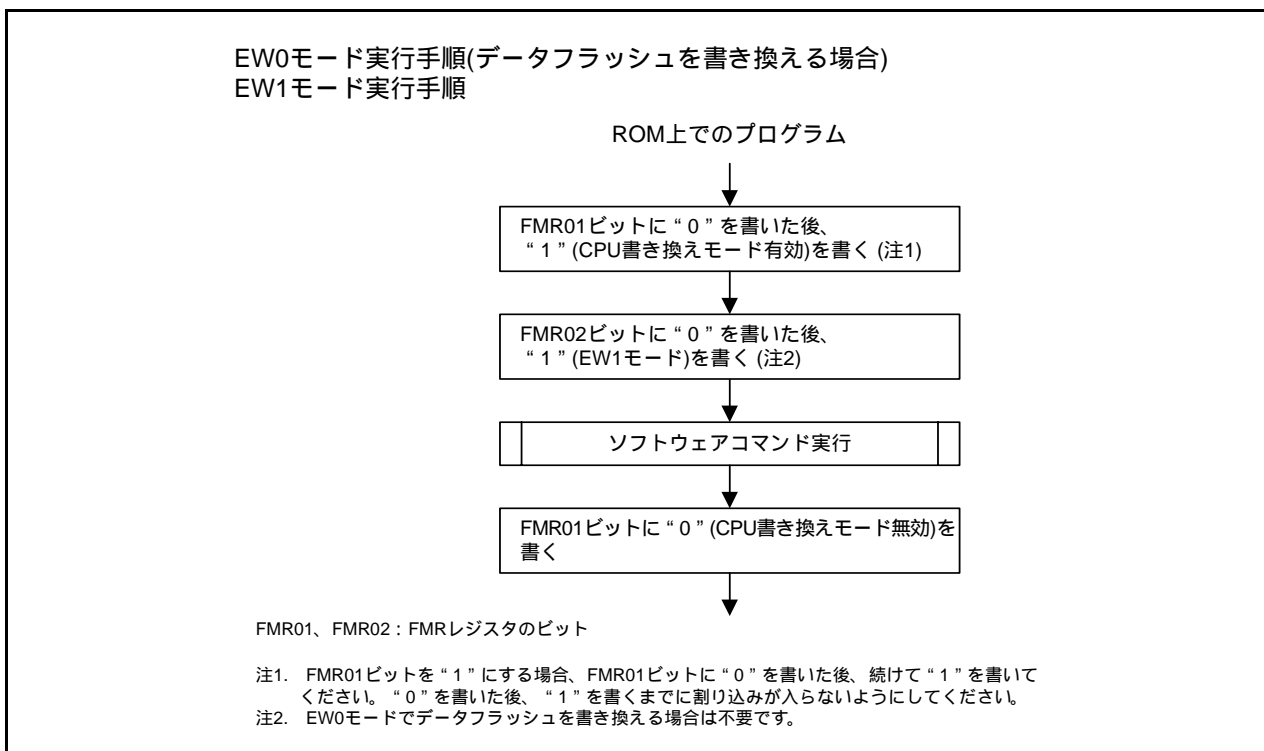 EW0モード実行手順(データフラッシュを書き換える場合)
EW1モード実行手順
ROM上でのプログラム
FMR01ビットに“0”を書いた後、
“1”(CPU書き換えモード有効)を書く(注1)
FMR02ビットに“0”を書いた後、
“1”(EW1モード)を書く(注2)
ソフトウェアコマンド実行
FMR01ビットに“0”(CPU書き換えモード無効)を
書く
FMR01、FMR02：FMRレジスタのビット
注1. FMR01ビットを“1”にする場合、FMR01ビットに“0”を書いた後、続けて“1”を書いて
ください。“0”を書いた後、“1”を書くまでに割り込みが入らないようにしてください。
注2. EW0モードでデータフラッシュを書き換える場合は不要です。